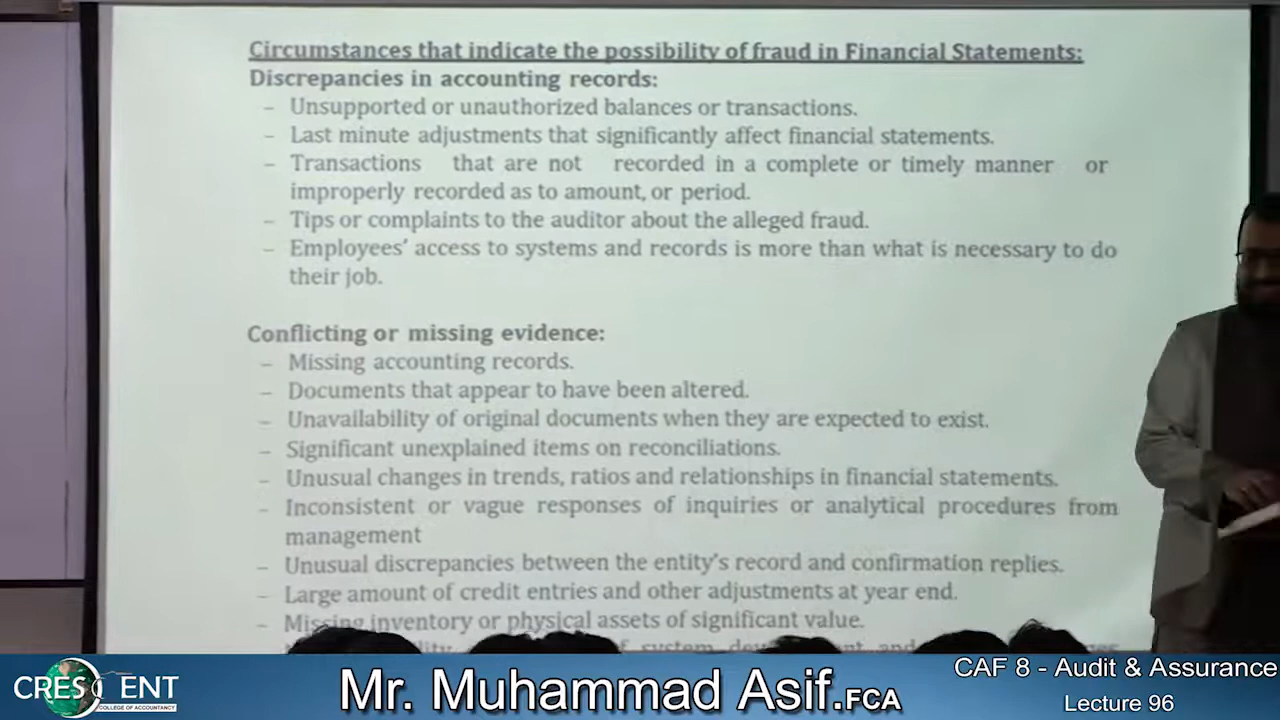 Circumstances that indicate the possibility of fraud in Financial Statements:
Discrepancies in accounting records:
– Unsupported or unauthorized balances or transactions.
– Last minute adjustments that significantly affect financial statements.
– Transactions that are not recorded in a complete or timely manner or
improperly recorded as to amount, or period.
– Tips or complaints to the auditor about the alleged fraud.
– Employees' access to systems and records is more than what is necessary to do
their job.
Conflicting or missing evidence:
– Missing accounting records.
– Documents that appear to have been altered.
– Unavailability of original documents when they are expected to exist.
– Significant unexplained items on reconciliations.
– Unusual changes in trends, ratios and relationships in financial statements.
– Inconsistent or vague responses of inquiries or analytical procedures from
management
– Unusual discrepancies between the entity's record and confirmation replies.
– Large amount of credit entries and other adjustments at year end.
– Missing inventory or physical assets of significant value.
system
CRESCENT
COLLEGE OF ACCOUNTANCY
Mr. Muhammad Asif.FCA
CAF 8 - Audit & Assurance
Lecture 96